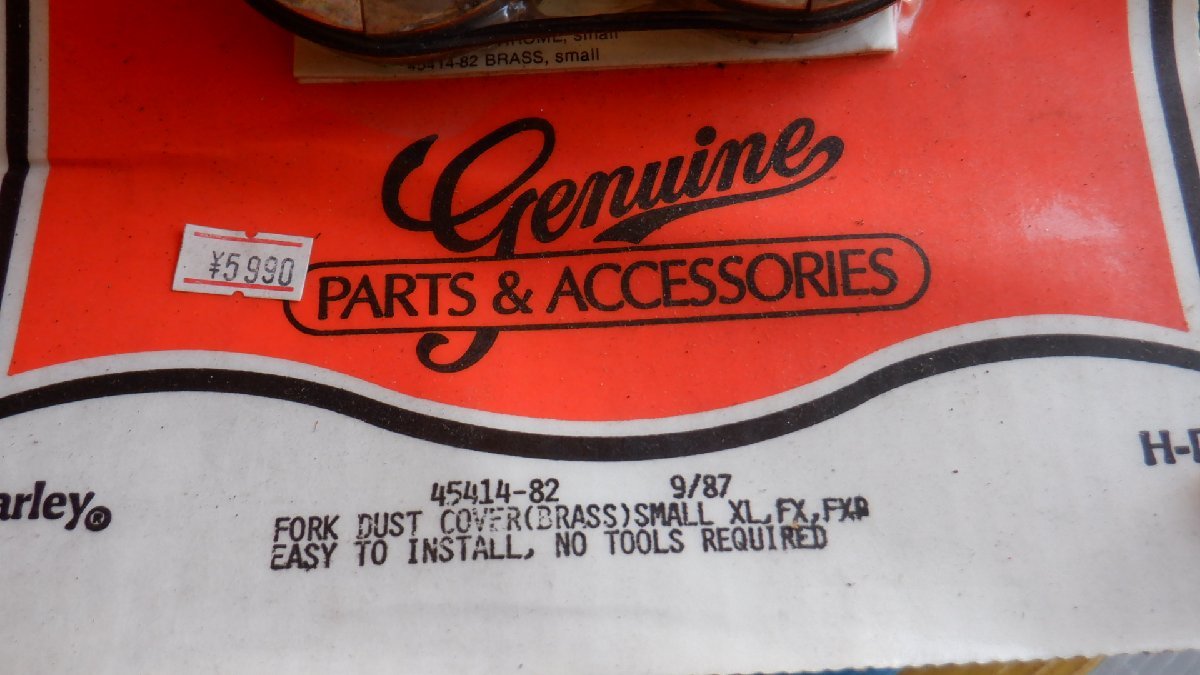 small
45414-82 BRASS, small
Genuine
¥5990
PARTS & ACCESSORIES
arley®
H-D
45414-82 9/87
FORK DUST COVER(BRASS)SMALL XL,FX,FXR
EASY TO INSTALL, NO TOOLS REQUIRED